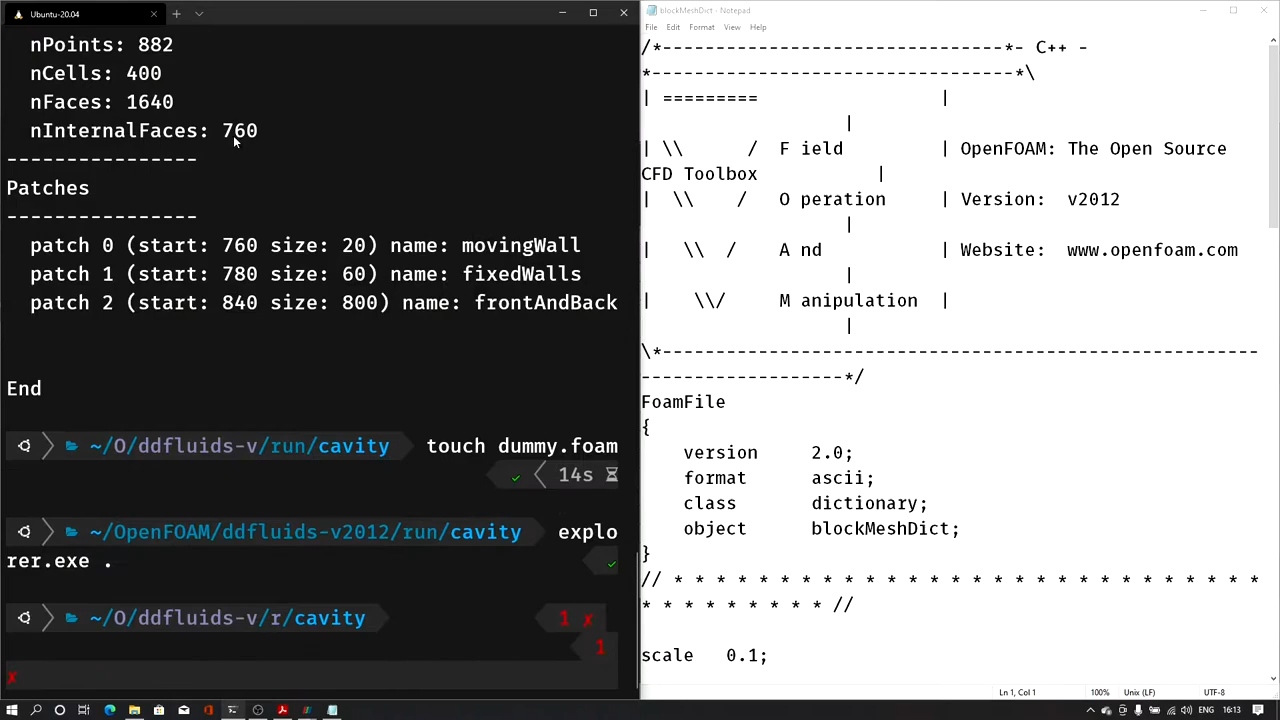 Ubuntu-20.04
nPoints: 882
nCells: 400
nFaces: 1640
nInternalFaces: 760
----------------
Patches
----------------
patch 0 (start: 760 size: 20) name: movingWall
patch 1 (start: 780 size: 60) name: fixedWalls
patch 2 (start: 840 size: 800) name: frontAndBack
End
~/O/ddfluids-v/run/cavity touch dummy.foam
✓ 14s
~/OpenFOAM/ddfluids-v2012/run/cavity explo
rer.exe . ✓
~/O/ddfluids-v/r/cavity 1 ✗
1
✗
blockMeshDict - Notepad
File Edit Format View Help
/*--------------------------------*- C++ -
*----------------------------------*\
| ========= |
|
| \\ / F ield | OpenFOAM: The Open Source
CFD Toolbox |
| \\ / O peration | Version: v2012
|
| \\ / A nd | Website: www.openfoam.com
|
| \\/ M anipulation |
|
\*--------------------------------------------------------
-------------------*/
FoamFile
{
version 2.0;
format ascii;
class dictionary;
object blockMeshDict;
}
// * * * * * * * * * * * * * * * * * * * * * * * * * * * *
* * * * * * * * * //
scale 0.1;
Ln 1, Col 1 100% Unix (LF) UTF-8
ENG 16:13